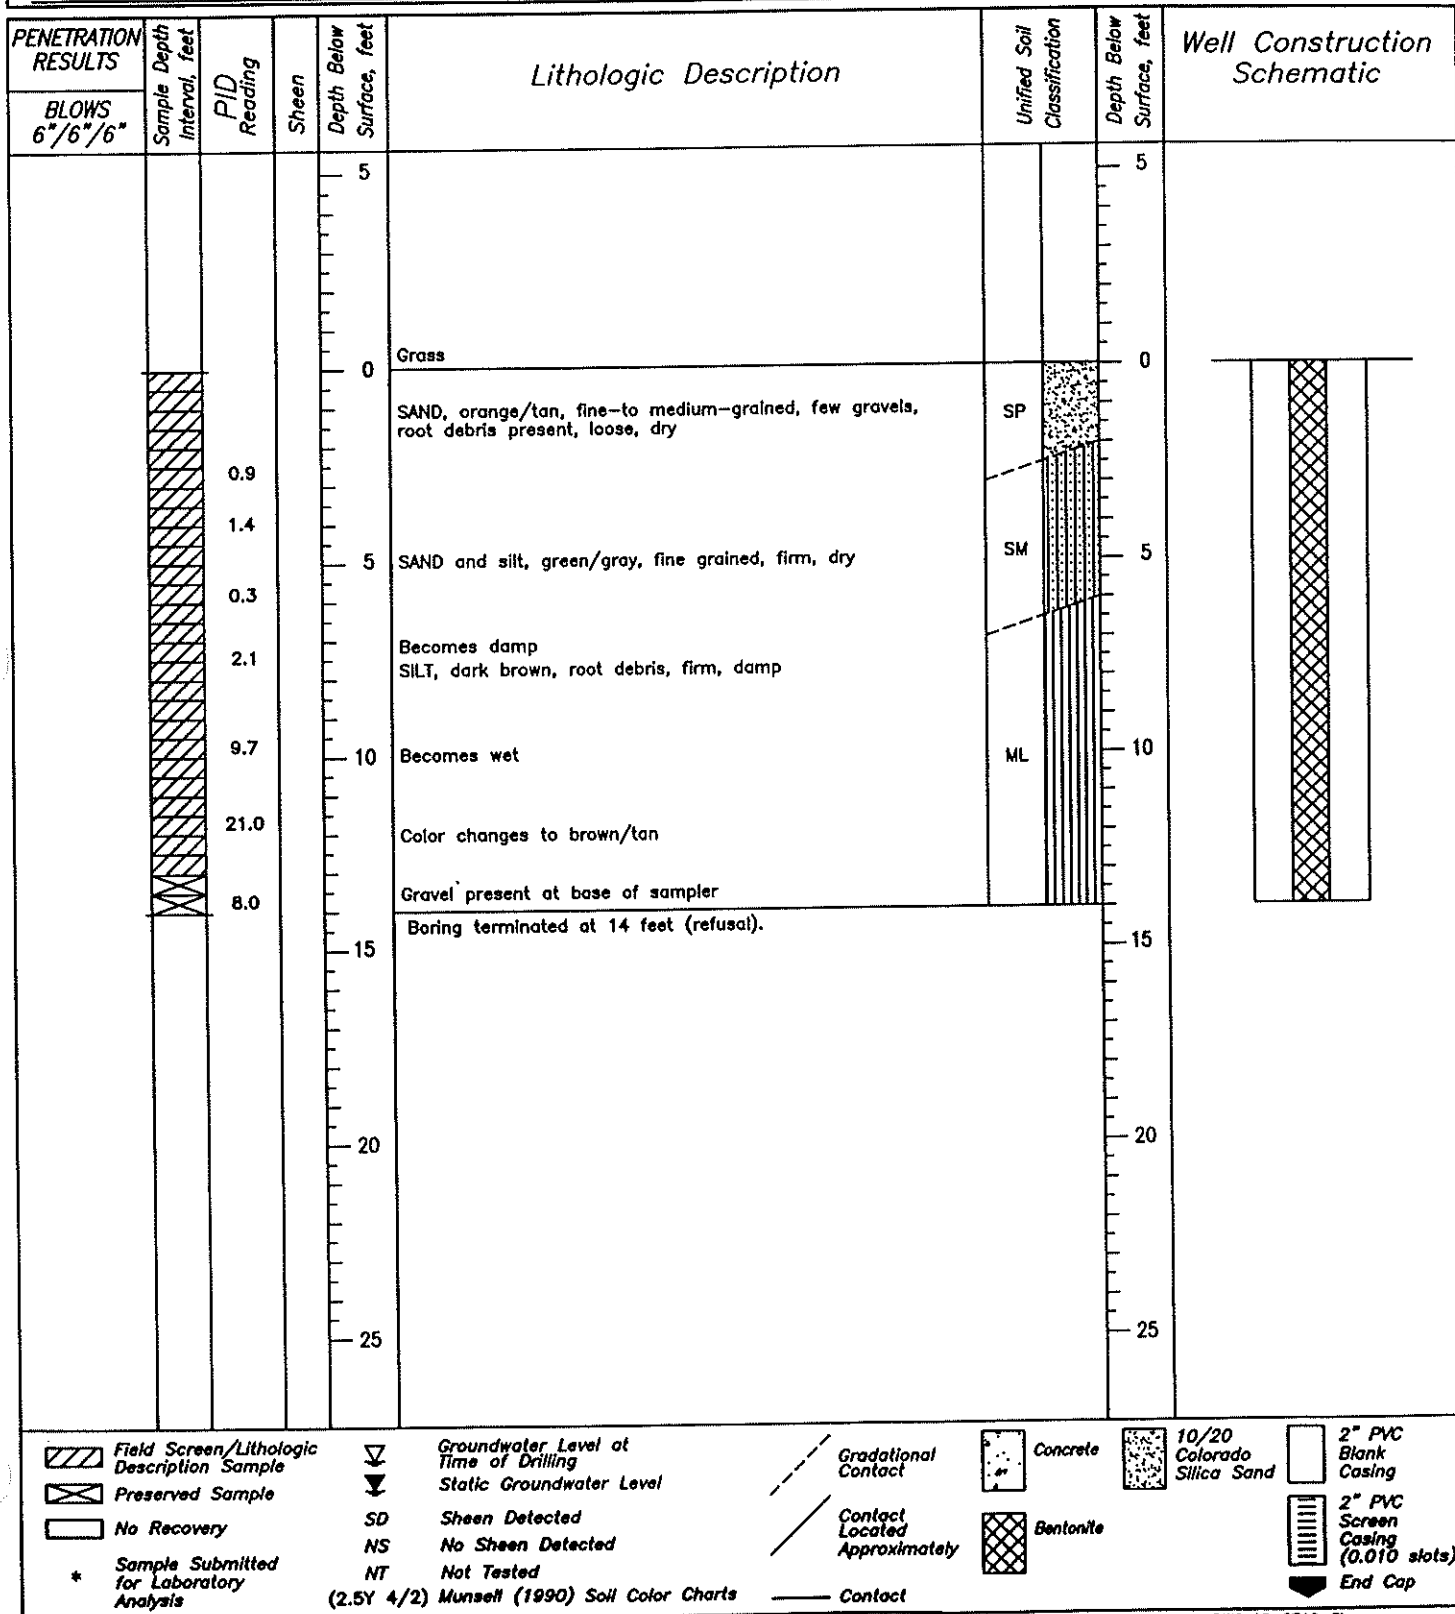 PENETRATION
RESULTS
BLOWS
6"/6"/6"
Sample Depth
Interval, feet
PID
Reading
Sheen
Depth Below
Surface, feet
Lithologic Description
Unified Soil
Classification
Depth Below
Surface, feet
Well Construction
Schematic
5
5
Grass
0
0
SAND, orange/tan, fine-to medium-grained, few gravels,
root debris present, loose, dry
SP
0.9
1.4
5
SAND and silt, green/gray, fine grained, firm, dry
SM
5
0.3
Becomes damp
2.1
SILT, dark brown, root debris, firm, damp
9.7
10
Becomes wet
ML
10
21.0
Color changes to brown/tan
8.0
Gravel present at base of sampler
Boring terminated at 14 feet (refusal).
15
15
20
20
25
25
Field Screen/Lithologic
Description Sample
Preserved Sample
No Recovery
*
Sample Submitted
for Laboratory
Analysis
Groundwater Level at
Time of Drilling
Static Groundwater Level
SD Sheen Detected
NS No Sheen Detected
NT Not Tested
(2.5Y 4/2) Munsell (1990) Soil Color Charts
Gradational
Contact
Contact
Located
Approximately
Contact
Concrete
Bentonite
10/20
Colorado
Silica Sand
2" PVC
Blank
Casing
2" PVC
Screen
Casing
(0.010 slots)
End Cap